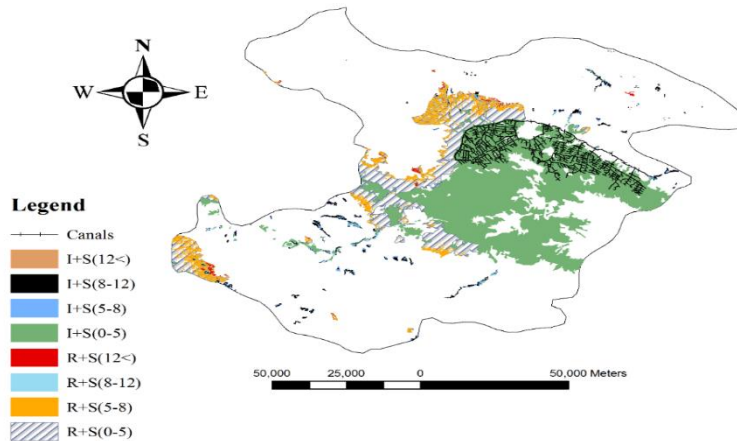 N
W E
S
Legend
Canals
I+S(12<)
I+S(8-12)
I+S(5-8)
I+S(0-5)
R+S(12<)
R+S(8-12)
R+S(5-8)
R+S(0-5)
50,000 25,000 0 50,000 Meters